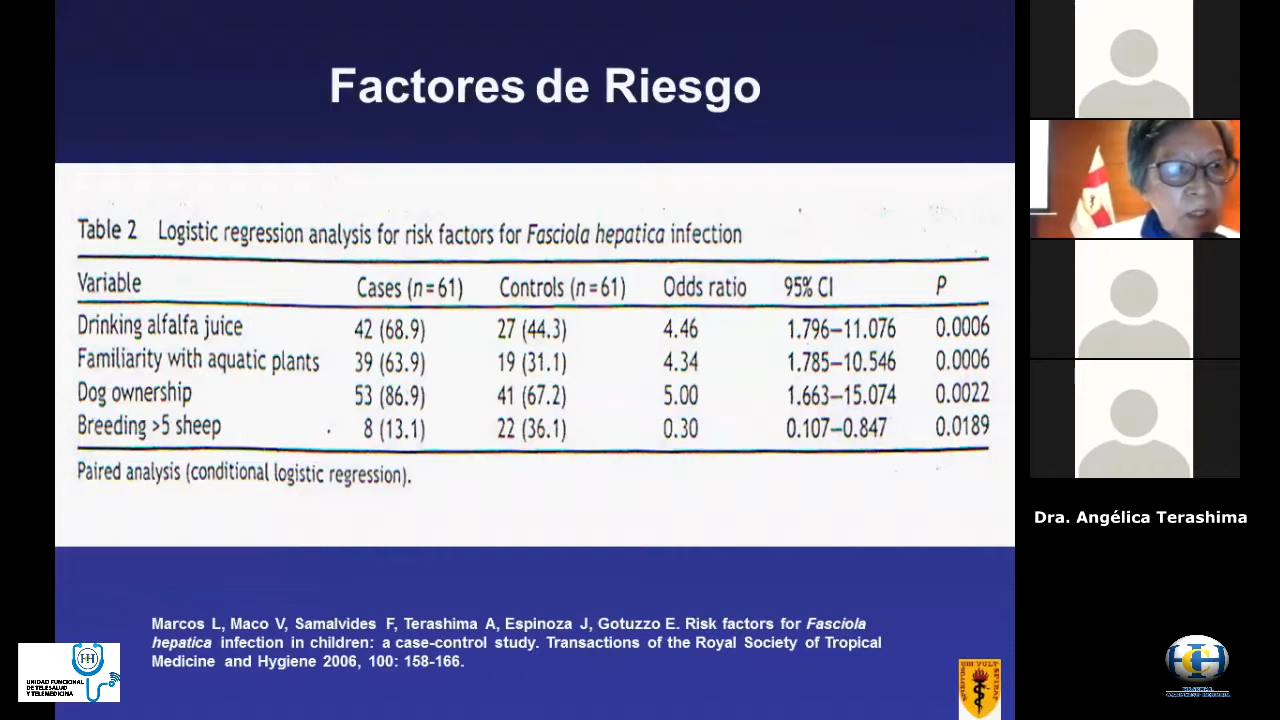 Factores de Riesgo
Table 2 Logistic regression analysis for risk factors for Fasciola hepatica infection
Variable Cases (n=61) Controls (n=61) Odds ratio 95% CI P
Drinking alfalfa juice 42 (68.9) 27 (44.3) 4.46 1.796–11.076 0.0006
Familiarity with aquatic plants 39 (63.9) 19 (31.1) 4.34 1.785–10.546 0.0006
Dog ownership 53 (86.9) 41 (67.2) 5.00 1.663–15.074 0.0022
Breeding >5 sheep 8 (13.1) 22 (36.1) 0.30 0.107–0.847 0.0189
Paired analysis (conditional logistic regression).
Marcos L, Maco V, Samalvides F, Terashima A, Espinoza J, Gotuzzo E. Risk factors for Fasciola
hepatica infection in children: a case-control study. Transactions of the Royal Society of Tropical
Medicine and Hygiene 2006, 100: 158-166.
Dra. Angélica Terashima
UNIDAD FUNCIONAL
DE TELESALUD
Y TELEMEDICINA